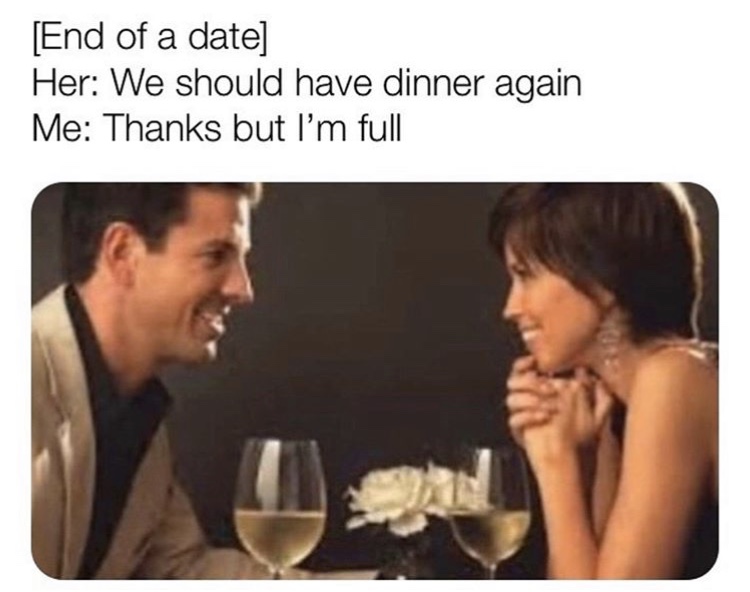 [End of a date]
Her: We should have dinner again
Me: Thanks but I’m full